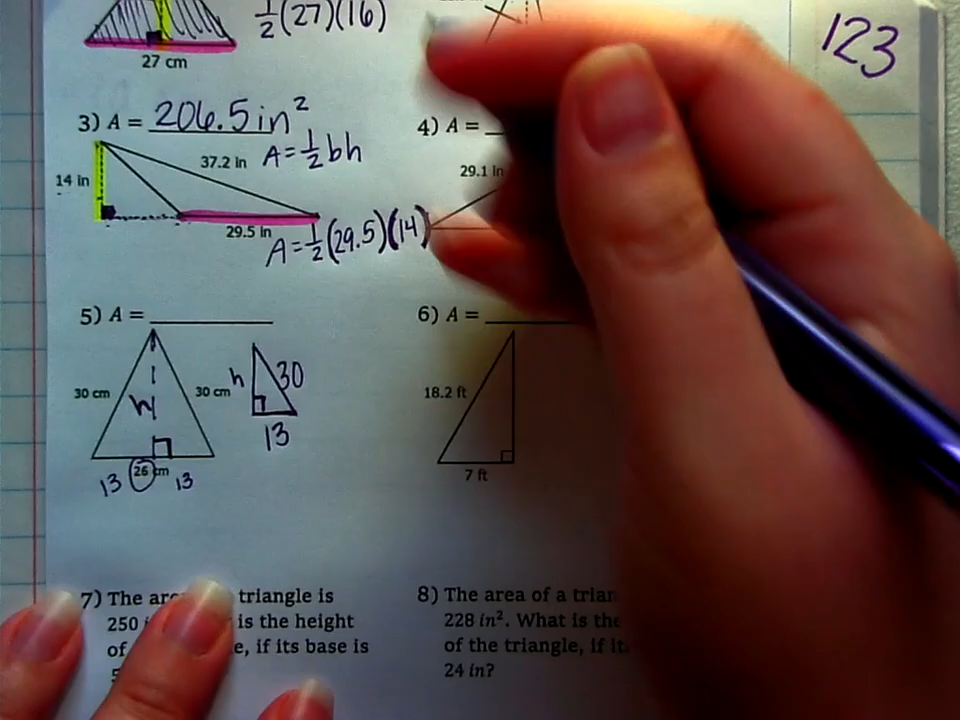 ½(27)(16)
27 cm
123
3) A = 206.5 in²
4) A =
37.2 in
A = ½bh
14 in
29.1 in
29.5 in
A = ½(29.5)(14)
5) A =
6) A =
30 cm
h
30 cm
h
30
13
26 cm
13
13
18.2 ft
7 ft
7) The triangle is
250 is the height
of if its base is
8) The area of a
228 in². What is the
of the triangle, if
24 in?